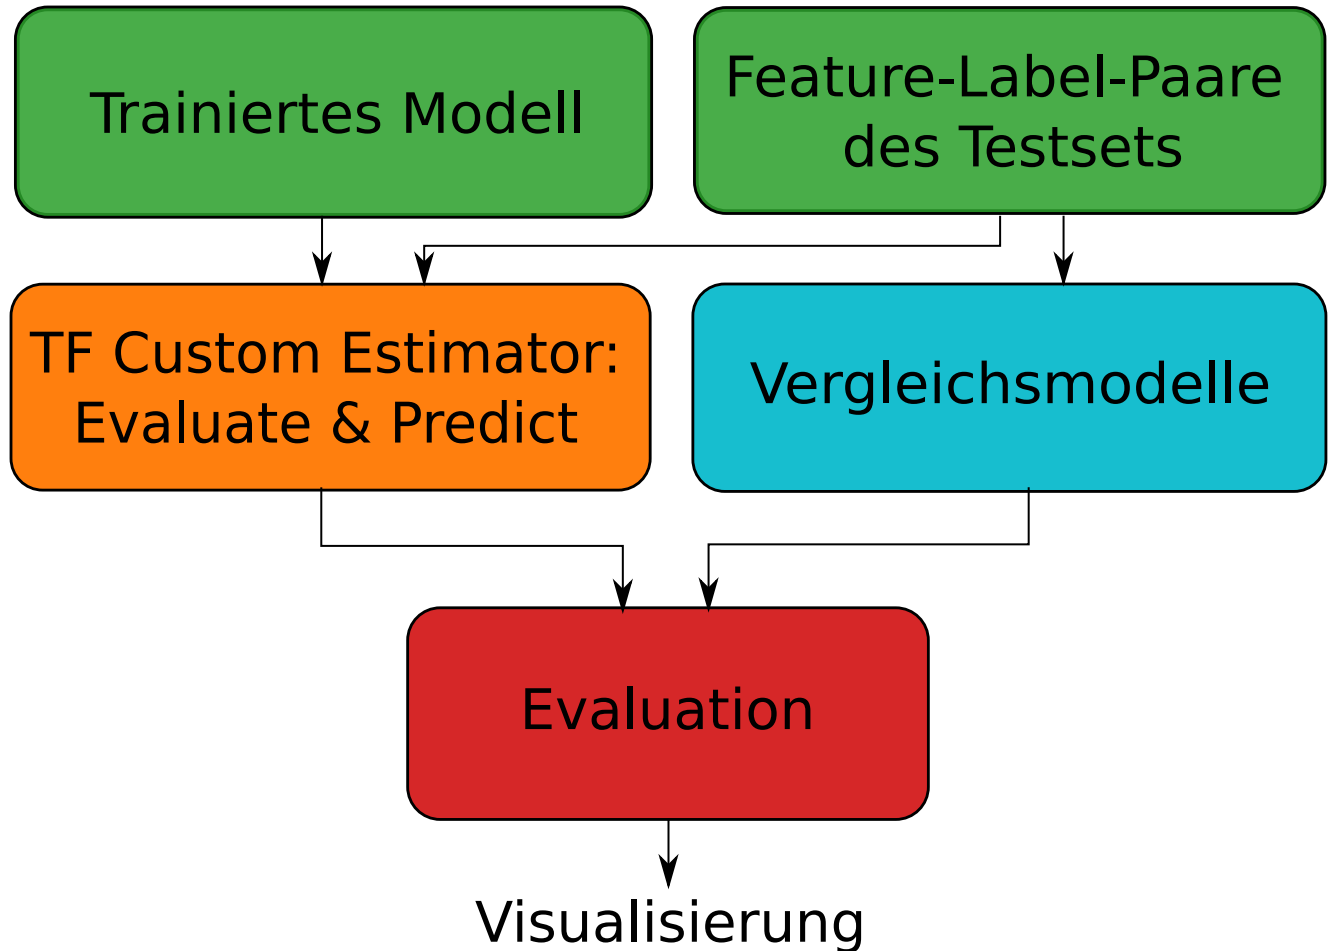 Trainiertes Modell
Feature-Label-Paare
des Testsets
TF Custom Estimator:
Evaluate & Predict
Vergleichsmodelle
Evaluation
Visualisierung